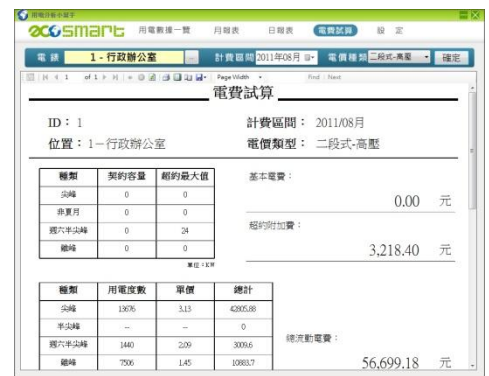 用電分析小幫手
ecoSmart 用電數據一覽 月報表 日報表 電費試算 設定
電錶 1 - 行政辦公室 ... 計費區間 2011年08月 電價種類 二段式-高壓 確定
1 of 1 Page Width Find | Next
電費試算
ID：1 計費區間： 2011/08月
位置：1-行政辦公室 電價類型： 二段式-高壓
種類 契約容量 超約最大值 基本電費：
尖峰 0 0 0.00 元
非夏月 0 0
週六半尖峰 0 24 超約附加費：
離峰 0 0 3,218.40 元
單位：KW
種類 用電度數 單價 總計
尖峰 13676 3.13 42805.88
半尖峰 -- -- 0
週六半尖峰 1440 2.09 3009.6 總流動電費：
離峰 7506 1.45 10883.7 56,699.18 元